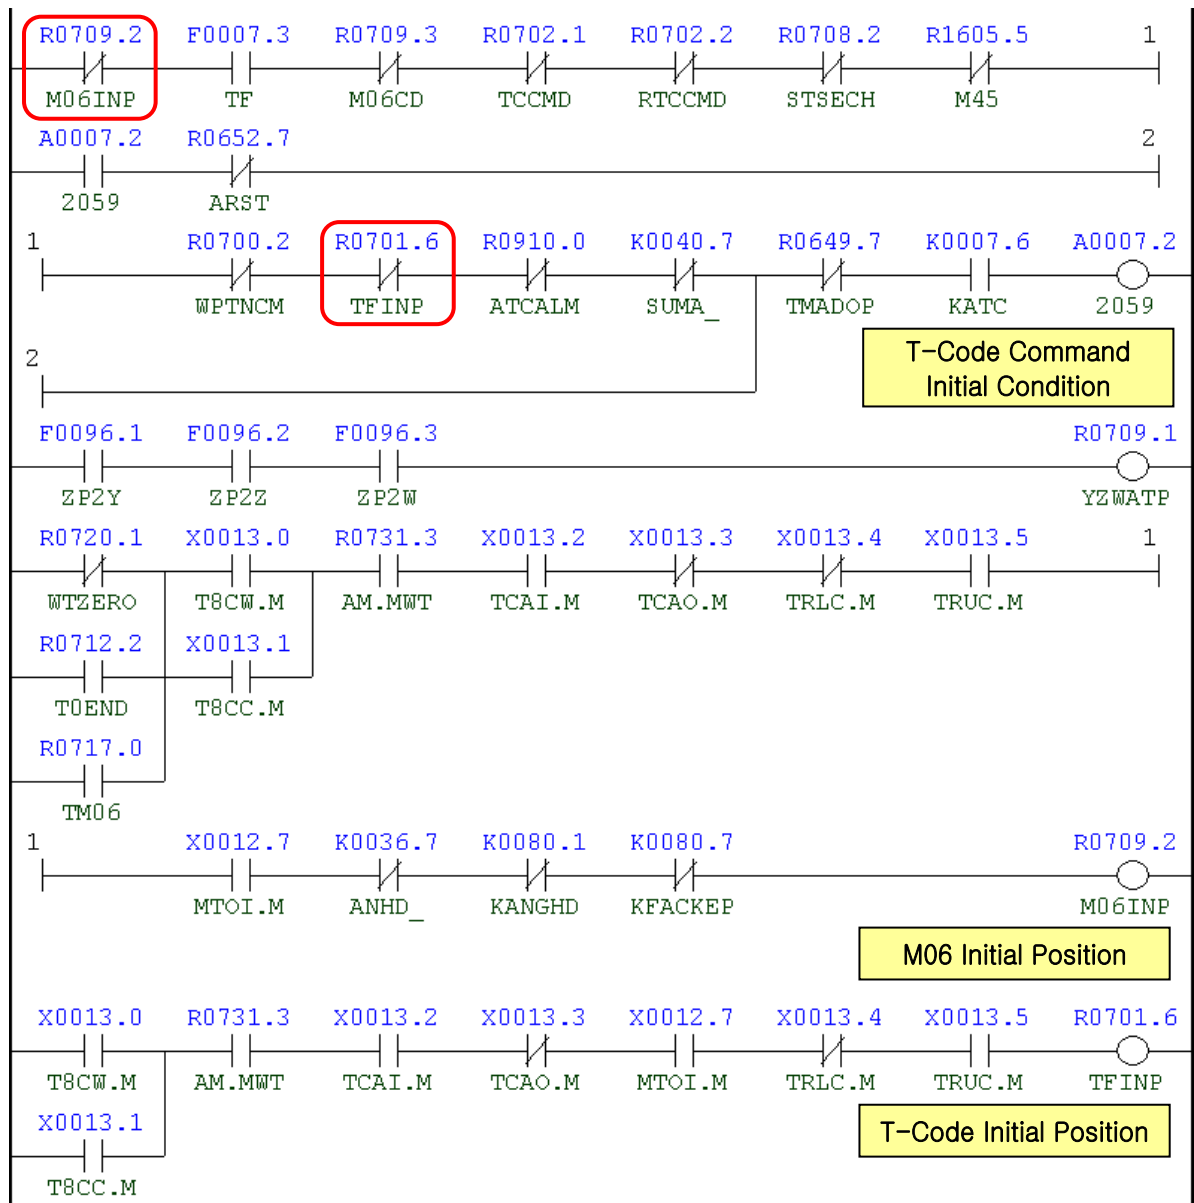 R0709.2 F0007.3 R0709.3 R0702.1 R0702.2 R0708.2 R1605.5 1
M06INP TF M06CD TCCMD RTCCMD STSECH M45
A0007.2 R0652.7 2
2059 ARST
1 R0700.2 R0701.6 R0910.0 K0040.7 R0649.7 K0007.6 A0007.2
WPTNCM TFINP ATCALM SUMA_ TMADOP KATC 2059
2
T-Code Command
Initial Condition
F0096.1 F0096.2 F0096.3 R0709.1
ZP2Y ZP2Z ZP2W YZWATP
R0720.1 X0013.0 R0731.3 X0013.2 X0013.3 X0013.4 X0013.5 1
WTZERO T8CW.M AM.MWT TCAI.M TCAO.M TRLC.M TRUC.M
R0712.2 X0013.1
T0END T8CC.M
R0717.0
TM06
1 X0012.7 K0036.7 K0080.1 K0080.7 R0709.2
MTOI.M ANHD_ KANGHD KFACKEP M06INP
M06 Initial Position
X0013.0 R0731.3 X0013.2 X0013.3 X0012.7 X0013.4 X0013.5 R0701.6
T8CW.M AM.MWT TCAI.M TCAO.M MTOI.M TRLC.M TRUC.M TFINP
X0013.1
T-Code Initial Position
T8CC.M